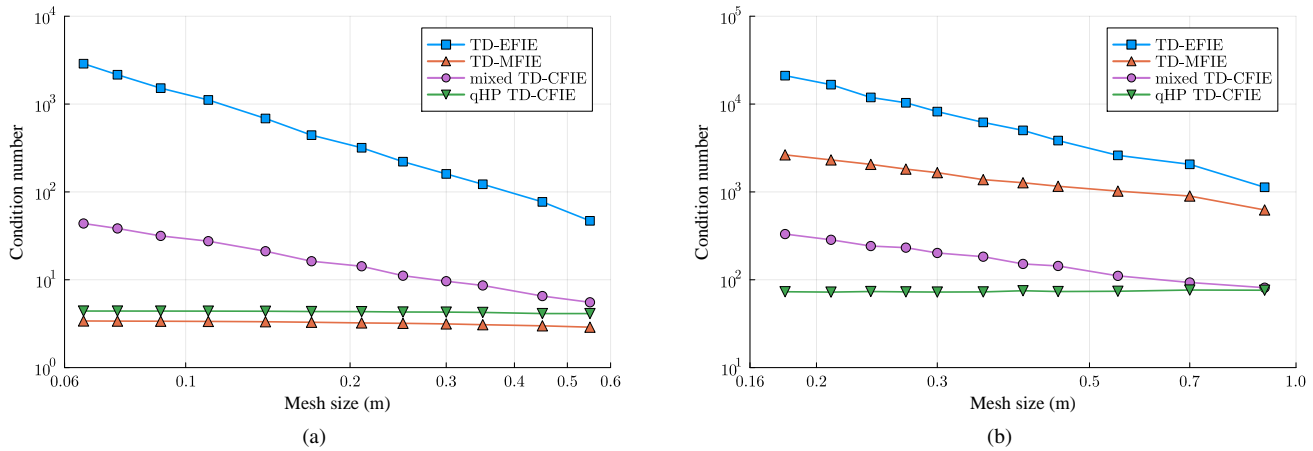 10^4
10^3
10^2
10^1
10^0
Condition number
TD-EFIE
TD-MFIE
mixed TD-CFIE
qHP TD-CFIE
0.06 0.1 0.2 0.3 0.4 0.5 0.6
Mesh size (m)
(a)
10^5
10^4
10^3
10^2
10^1
Condition number
TD-EFIE
TD-MFIE
mixed TD-CFIE
qHP TD-CFIE
0.16 0.2 0.3 0.5 0.7 1.0
Mesh size (m)
(b)